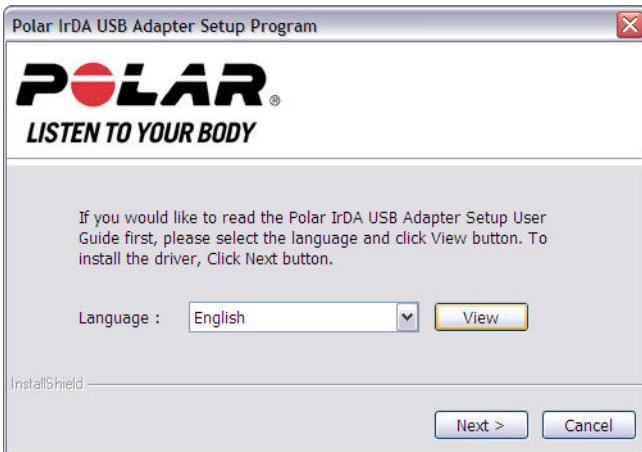 Polar IrDA USB Adapter Setup Program
POLAR®
LISTEN TO YOUR BODY
If you would like to read the Polar IrDA USB Adapter Setup User
Guide first, please select the language and click View button. To
install the driver, Click Next button.
Language : English View
InstallShield
Next > Cancel